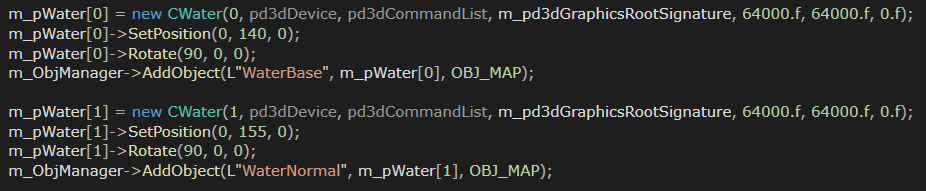 m_pWater[0] = new CWater(0, pd3dDevice, pd3dCommandList, m_pd3dGraphicsRootSignature, 64000.f, 64000.f, 0.f);
m_pWater[0]->SetPosition(0, 140, 0);
m_pWater[0]->Rotate(90, 0, 0);
m_ObjManager->AddObject(L"WaterBase", m_pWater[0], OBJ_MAP);
m_pWater[1] = new CWater(1, pd3dDevice, pd3dCommandList, m_pd3dGraphicsRootSignature, 64000.f, 64000.f, 0.f);
m_pWater[1]->SetPosition(0, 155, 0);
m_pWater[1]->Rotate(90, 0, 0);
m_ObjManager->AddObject(L"WaterNormal", m_pWater[1], OBJ_MAP);